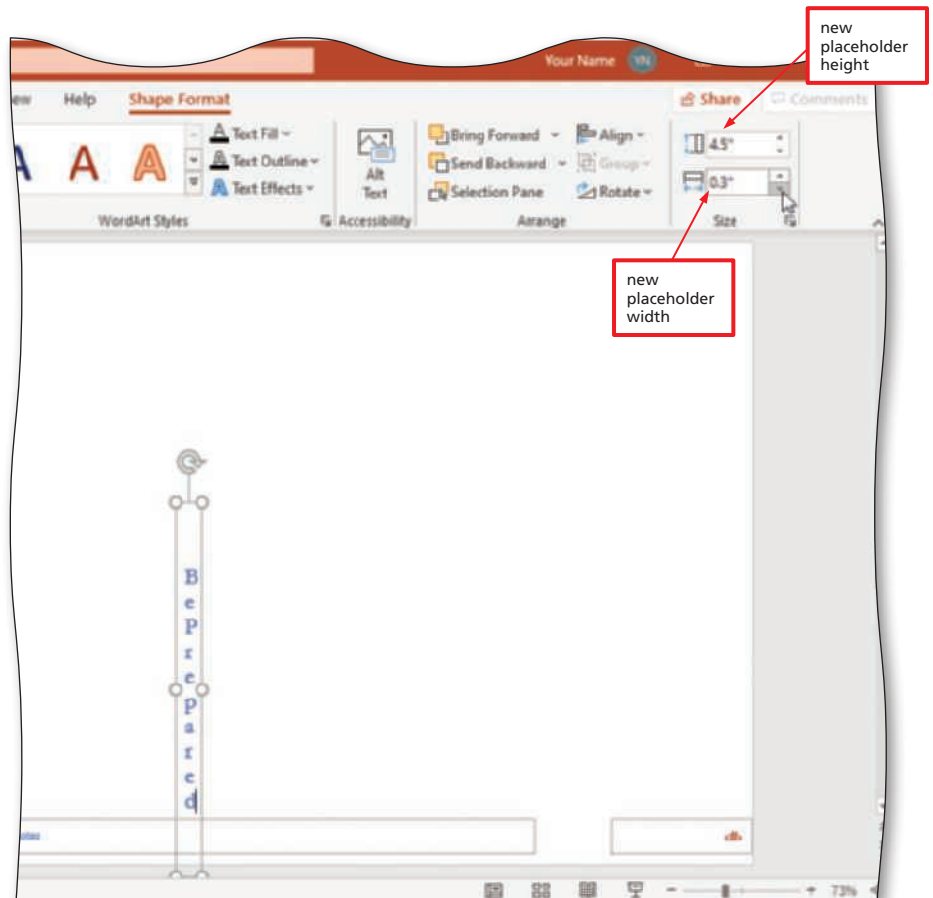 new
placeholder
height
Your Name YN
ew Help Shape Format Share Comments
A A A Text Fill 4.5"
Text Outline
Text Effects
Alt
Text
Bring Forward Align
Send Backward Group
Selection Pane Rotate
0.3"
WordArt Styles Accessibility Arrange Size
new
placeholder
width
B
e
P
r
e
p
a
r
e
d
73%